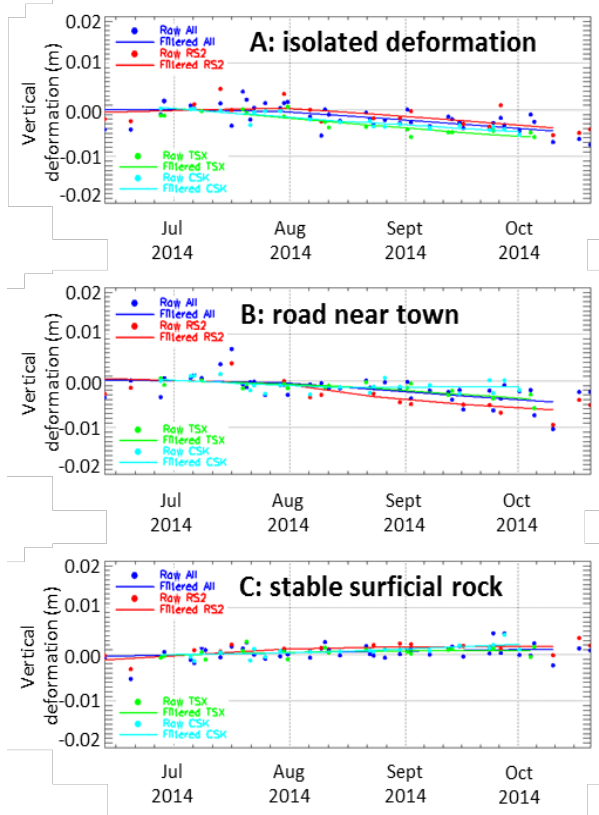 0.02
Raw All
Filtered All
Raw RS2
Filtered RS2
A: isolated deformation
0.01
0.00
-0.01
-0.02
Vertical
deformation (m)
Raw TSX
Filtered TSX
Raw CSK
Filtered CSK
Jul
2014
Aug
2014
Sept
2014
Oct
2014
0.02
Raw All
Filtered All
Raw RS2
Filtered RS2
B: road near town
0.01
0.00
-0.01
-0.02
Vertical
deformation (m)
Raw TSX
Filtered TSX
Raw CSK
Filtered CSK
Jul
2014
Aug
2014
Sept
2014
Oct
2014
0.02
Raw All
Filtered All
Raw RS2
Filtered RS2
C: stable surficial rock
0.01
0.00
-0.01
-0.02
Vertical
deformation (m)
Raw TSX
Filtered TSX
Raw CSK
Filtered CSK
Jul
2014
Aug
2014
Sept
2014
Oct
2014